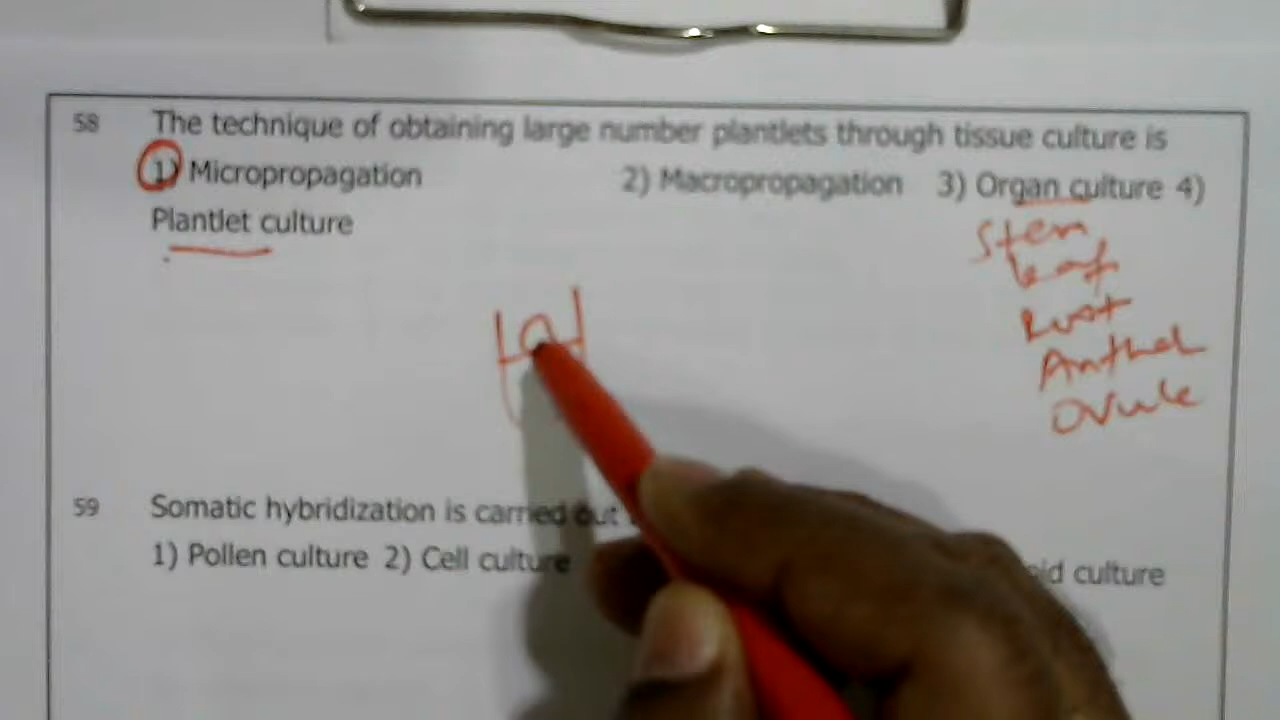 58 The technique of obtaining large number plantlets through tissue culture is
1) Micropropagation 2) Macropropagation 3) Organ culture 4)
Plantlet culture
Stem
leaf
Root
Anther
Ovule
59 Somatic hybridization is carried out
1) Pollen culture 2) Cell culture culture